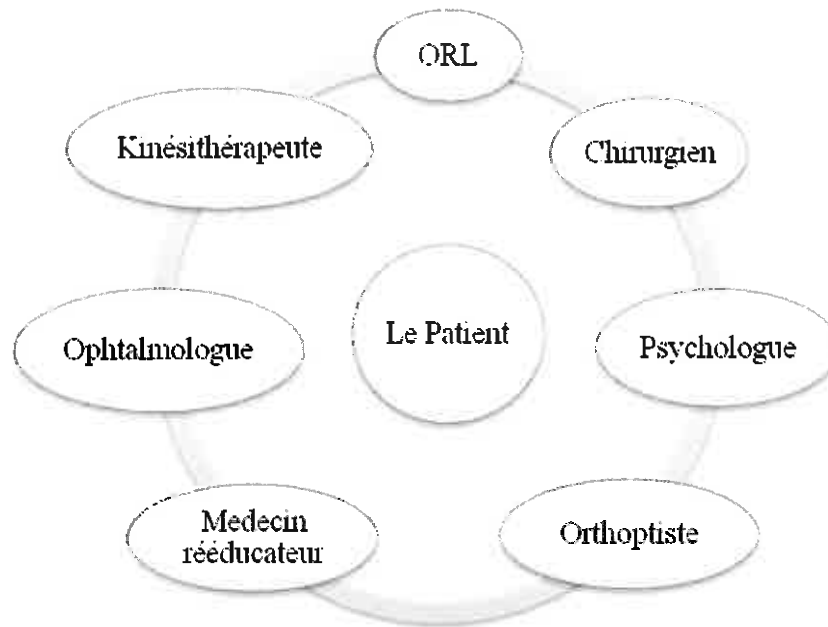 ORL
Kinésithérapeute
Chirurgien
Ophtalmologue
Le Patient
Psychologue
Medecin
rééducateur
Orthoptiste